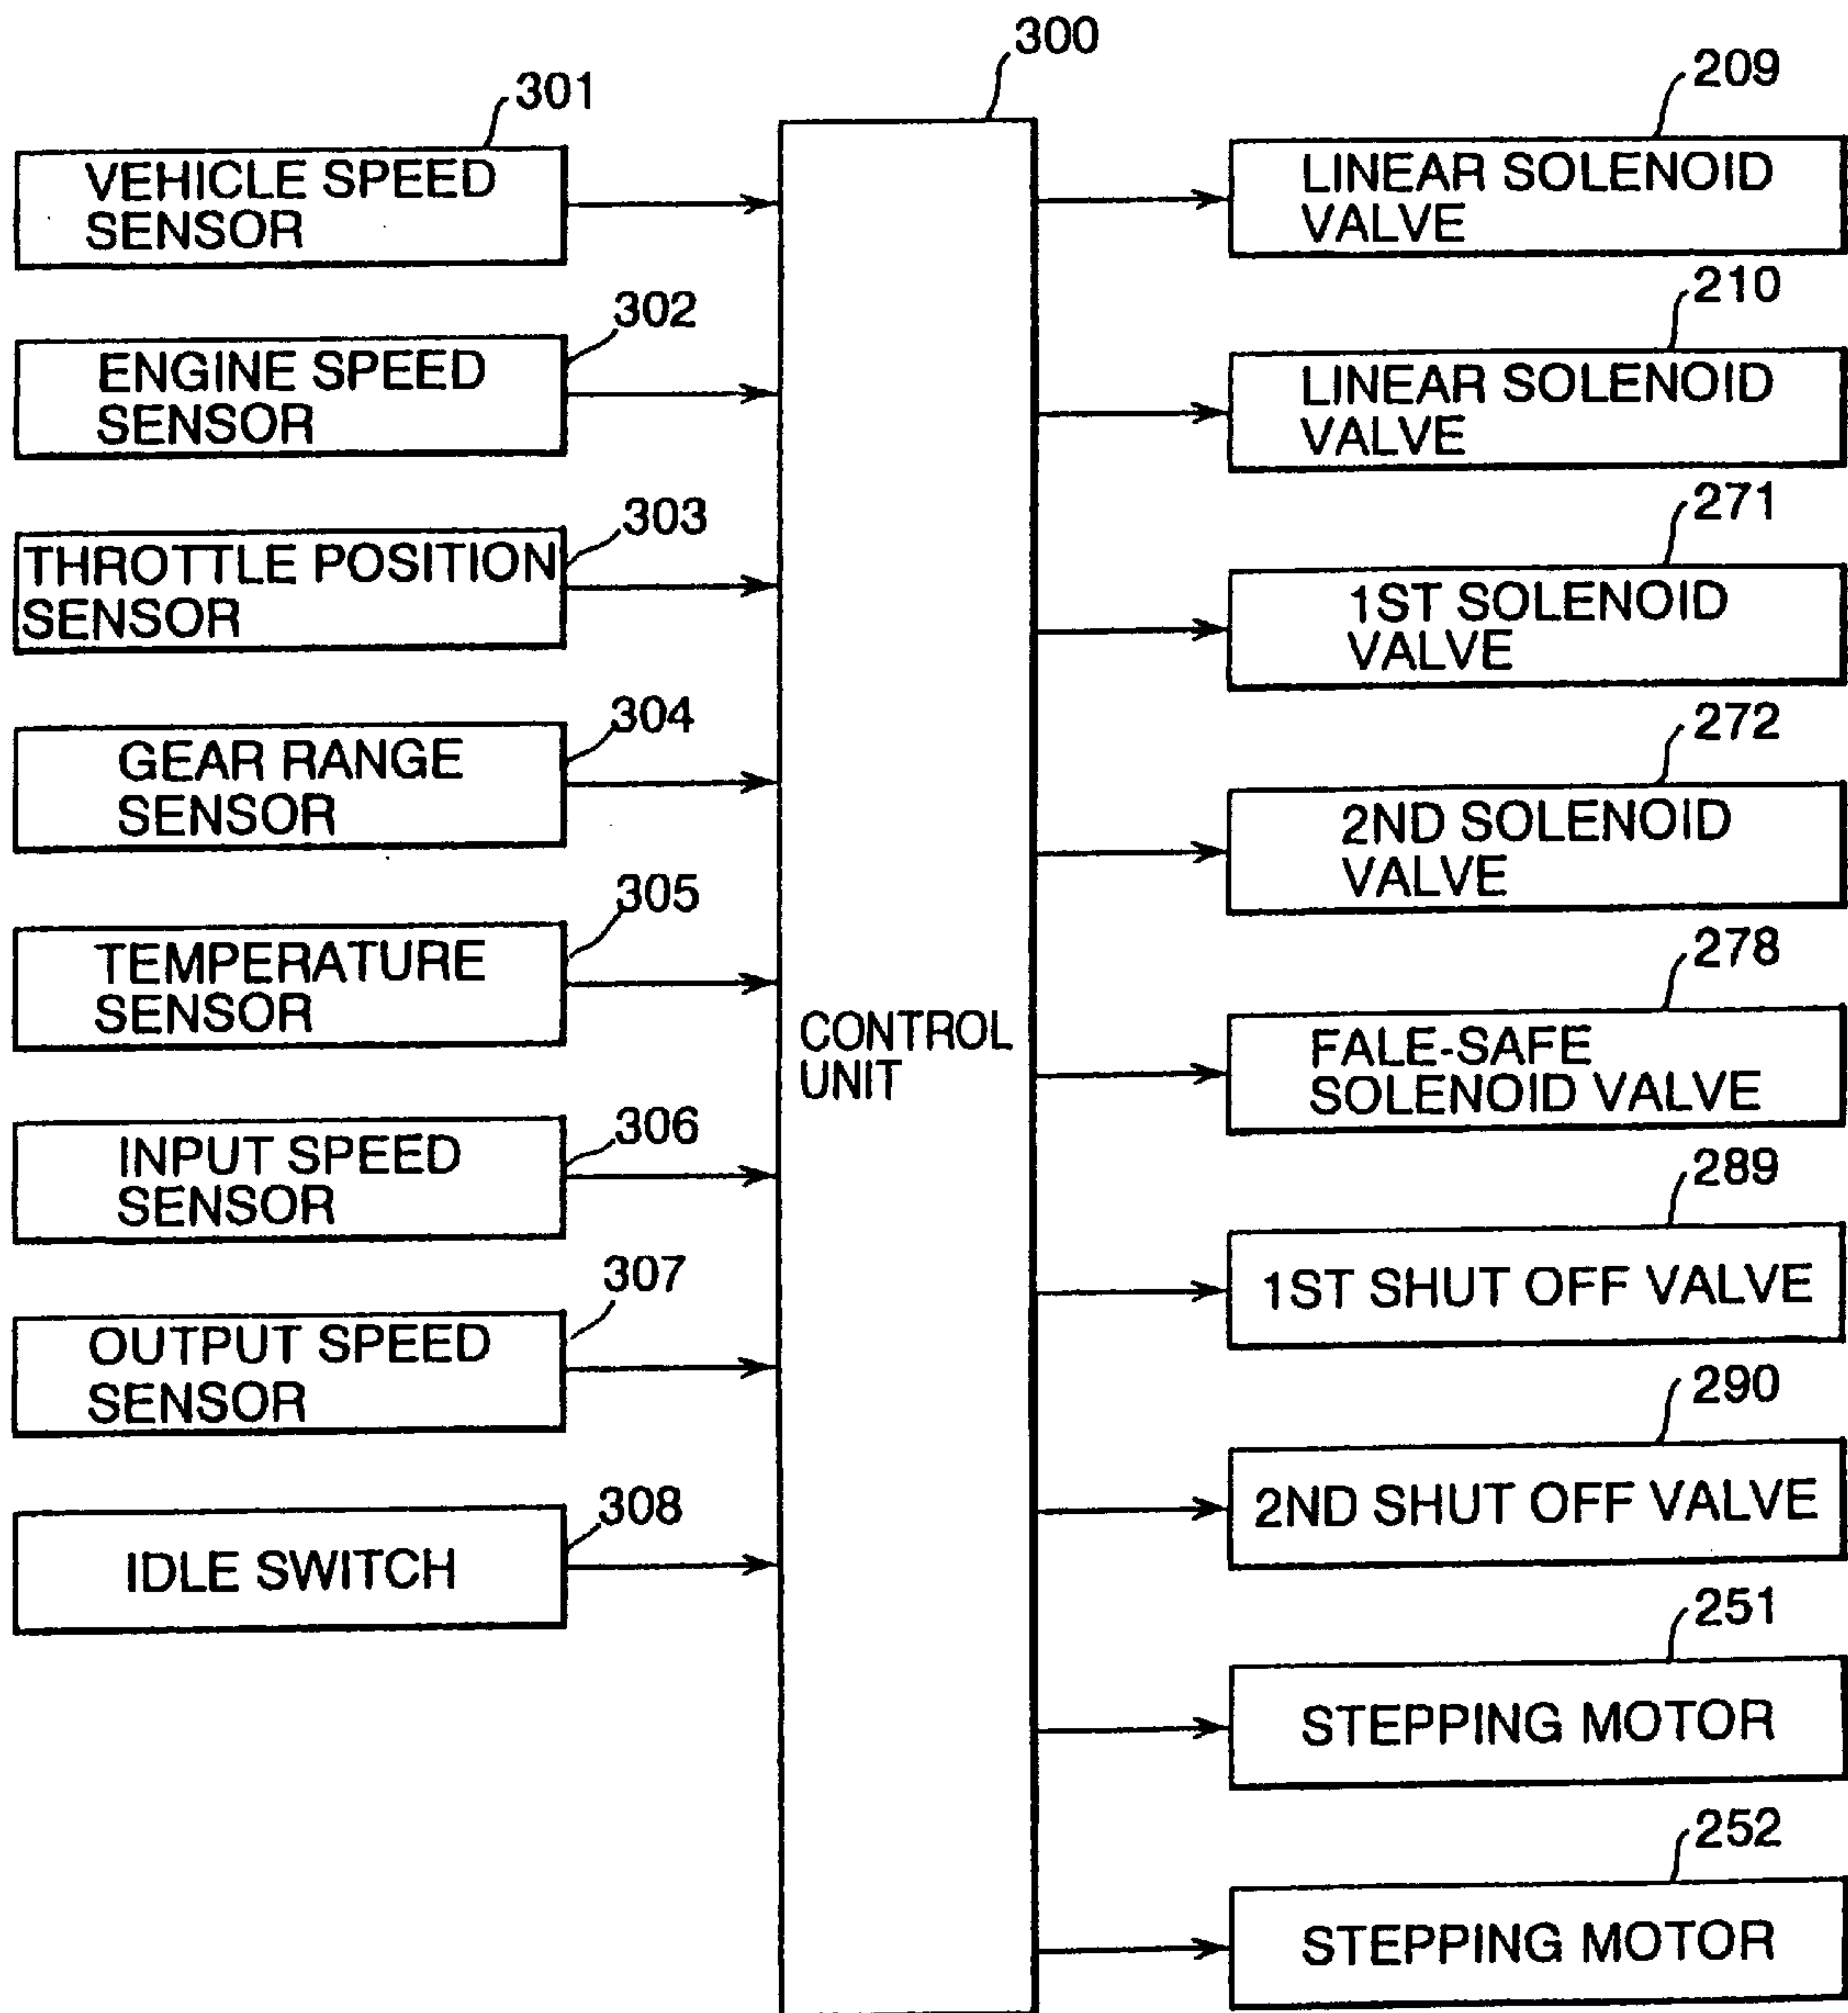 300
301
VEHICLE SPEED
SENSOR
302
ENGINE SPEED
SENSOR
303
THROTTLE POSITION
SENSOR
304
GEAR RANGE
SENSOR
305
TEMPERATURE
SENSOR
306
INPUT SPEED
SENSOR
307
OUTPUT SPEED
SENSOR
308
IDLE SWITCH
CONTROL
UNIT
209
LINEAR SOLENOID
VALVE
210
LINEAR SOLENOID
VALVE
271
1ST SOLENOID
VALVE
272
2ND SOLENOID
VALVE
278
FALE-SAFE
SOLENOID VALVE
289
1ST SHUT OFF VALVE
290
2ND SHUT OFF VALVE
251
STEPPING MOTOR
252
STEPPING MOTOR